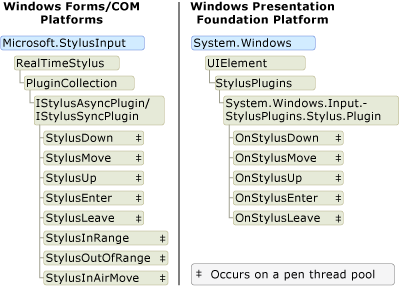 Windows Forms/COM
Platforms
Microsoft.StylusInput
RealTimeStylus
PluginCollection
IStylusAsyncPlugin/
IStylusSyncPlugin
StylusDown ‡
StylusMove ‡
StylusUp ‡
StylusEnter ‡
StylusLeave ‡
StylusInRange ‡
StylusOutOfRange ‡
StylusInAirMove ‡
Windows Presentation
Foundation Platform
System.Windows
UIElement
StylusPlugins
System.Windows.Input.-
StylusPlugins.Stylus.Plugin
OnStylusDown ‡
OnStylusMove ‡
OnStylusUp ‡
OnStylusEnter ‡
OnStylusLeave ‡
‡ Occurs on a pen thread pool